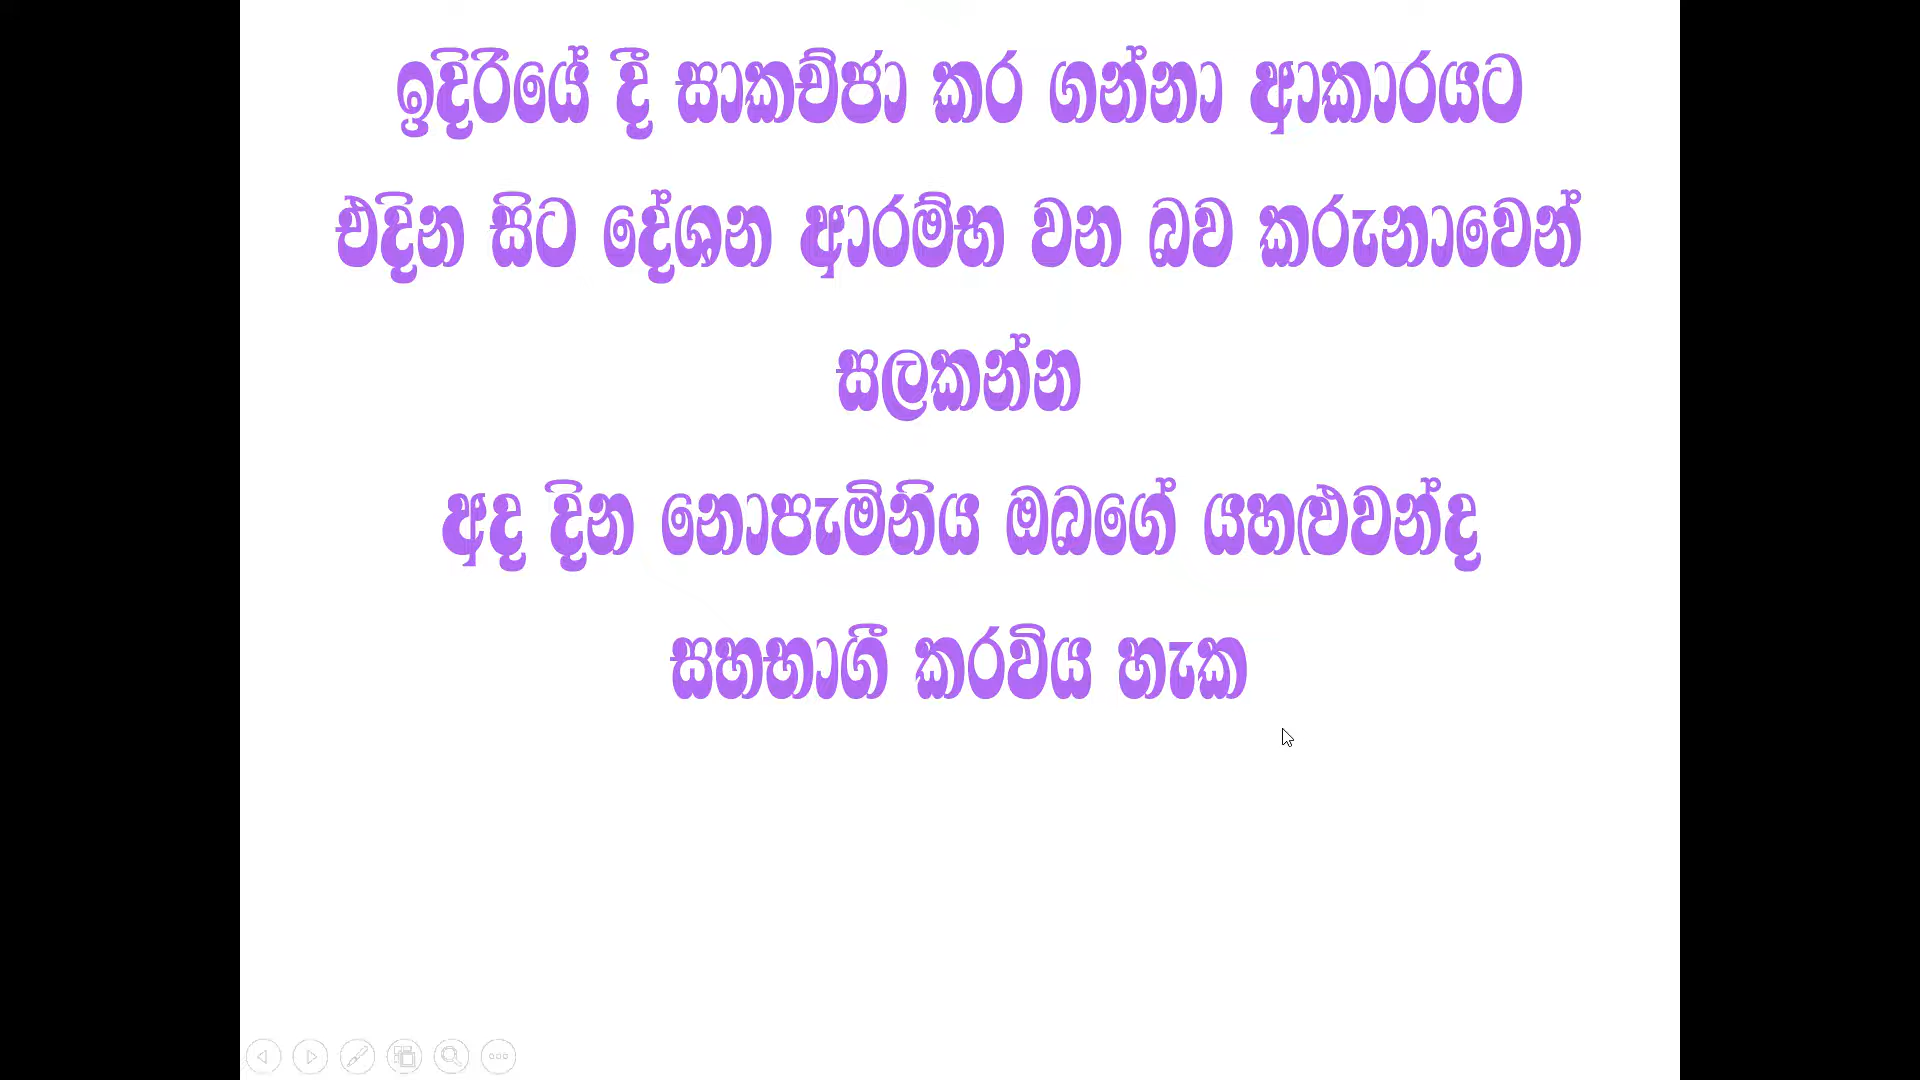 ඉදිරියේ දී සාකච්ජා කර ගන්නා ආකාරයට
එදින සිට දේශන ආරම්භ වන බව කරුනාවෙන්
සලකන්න
අද දින නොපැමිනිය ඔබගේ යහළුවන්ද
සහභාගී කරවිය හැක